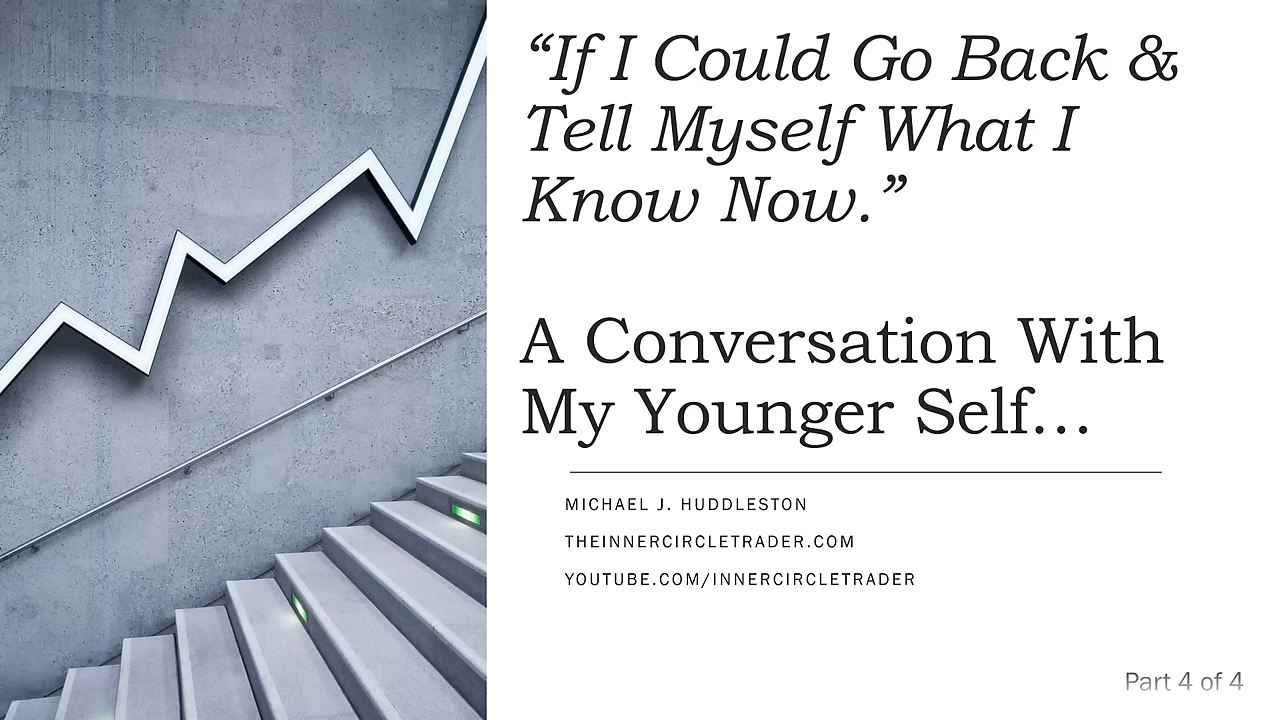 “If I Could Go Back &
Tell Myself What I
Know Now.”
A Conversation With
My Younger Self…
MICHAEL J. HUDDLESTON
THEINNERCIRCLETRADER.COM
YOUTUBE.COM/INNERCIRCLETRADER
Part 4 of 4